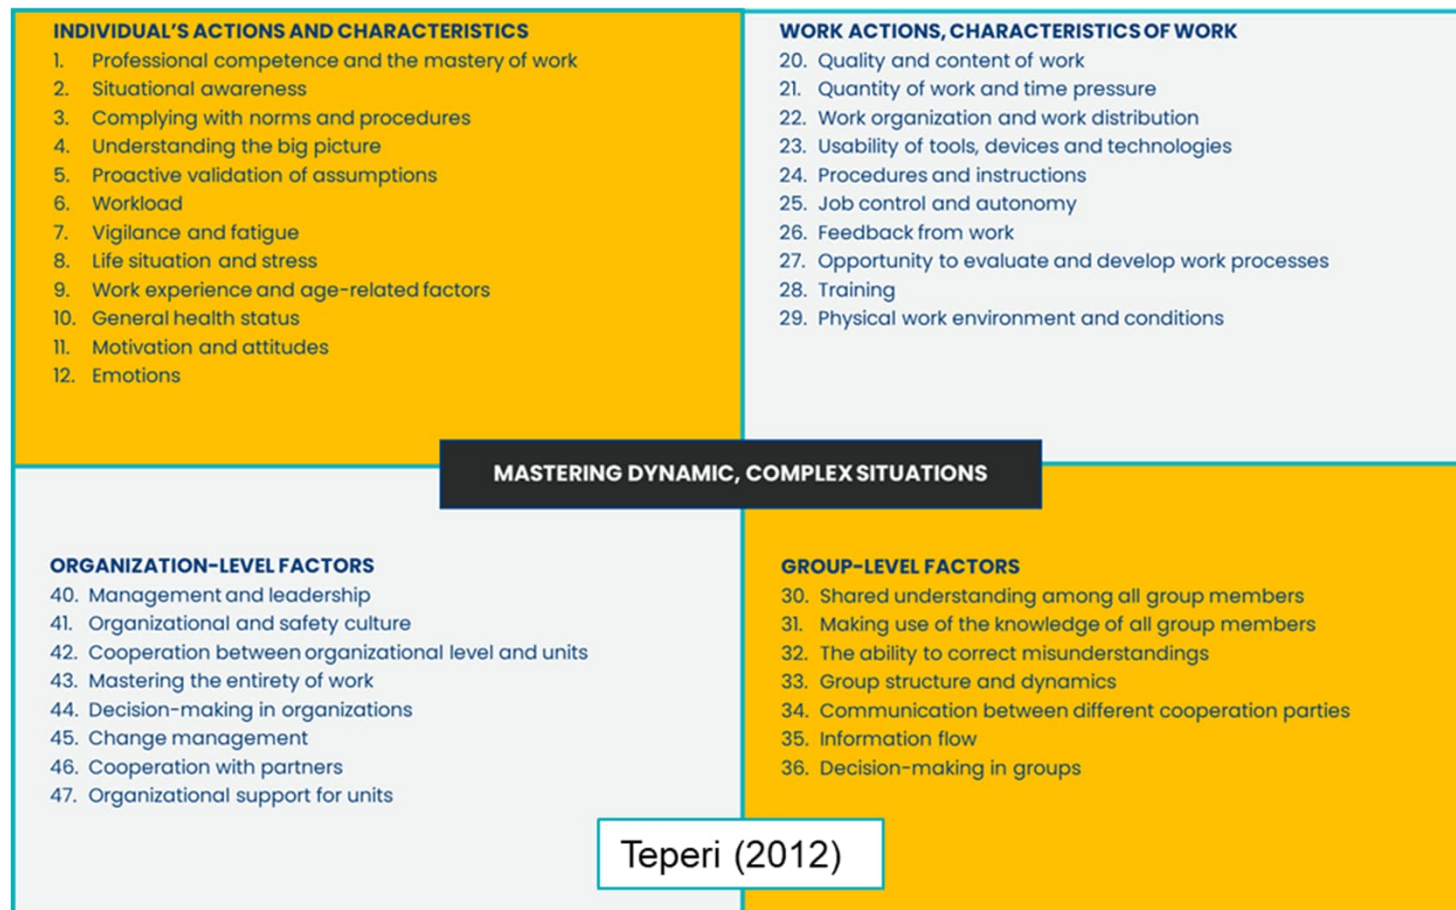 INDIVIDUAL'S ACTIONS AND CHARACTERISTICS
1. Professional competence and the mastery of work
2. Situational awareness
3. Complying with norms and procedures
4. Understanding the big picture
5. Proactive validation of assumptions
6. Workload
7. Vigilance and fatigue
8. Life situation and stress
9. Work experience and age-related factors
10. General health status
11. Motivation and attitudes
12. Emotions
WORK ACTIONS, CHARACTERISTICS OF WORK
20. Quality and content of work
21. Quantity of work and time pressure
22. Work organization and work distribution
23. Usability of tools, devices and technologies
24. Procedures and instructions
25. Job control and autonomy
26. Feedback from work
27. Opportunity to evaluate and develop work processes
28. Training
29. Physical work environment and conditions
MASTERING DYNAMIC, COMPLEX SITUATIONS
ORGANIZATION-LEVEL FACTORS
40. Management and leadership
41. Organizational and safety culture
42. Cooperation between organizational level and units
43. Mastering the entirety of work
44. Decision-making in organizations
45. Change management
46. Cooperation with partners
47. Organizational support for units
GROUP-LEVEL FACTORS
30. Shared understanding among all group members
31. Making use of the knowledge of all group members
32. The ability to correct misunderstandings
33. Group structure and dynamics
34. Communication between different cooperation parties
35. Information flow
36. Decision-making in groups
Teperi (2012)